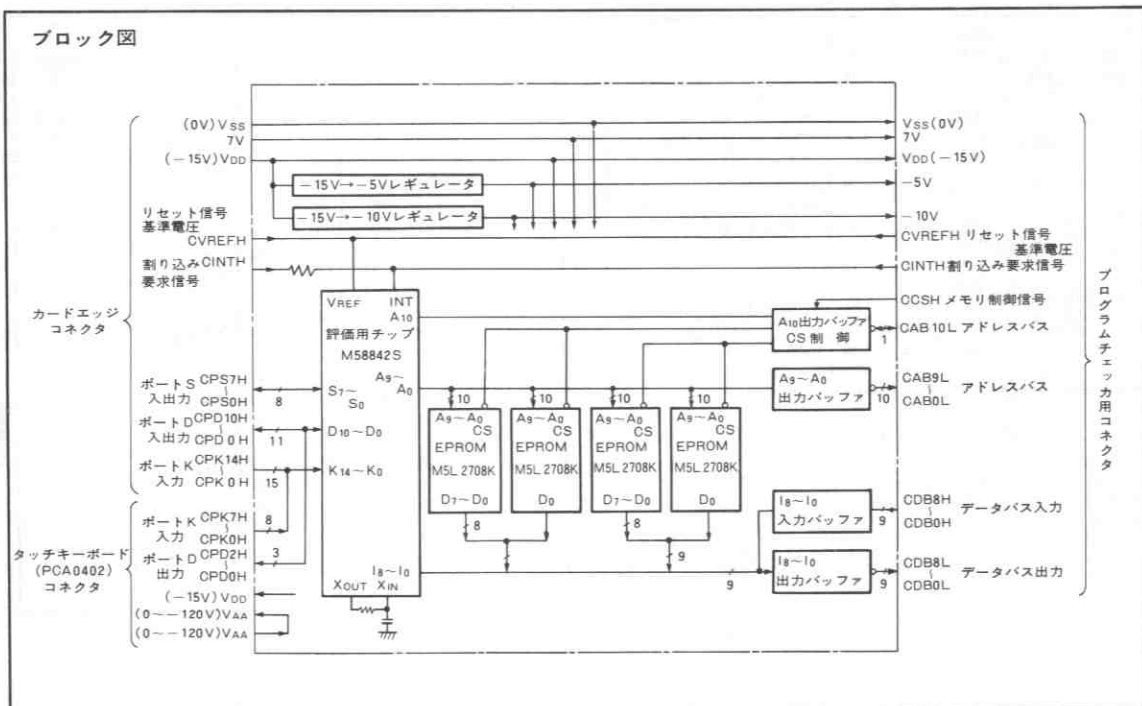 ブロック図
(0V)VSS
7V
(−15V)VDD
リセット信号
基準電圧
CVREFH
割り込み CINTH
要求信号
カードエッジ
コネクタ
ポートS CPS7H
入出力 CPS0H
8
ポートD CPD10H
入出力 CPD0H
11
ポートK CPK14H
入力 CPK0H
15
ポートK CPK7H
入力 CPK0H
8
タッチキーボード
(PCA0402)
コネクタ
ポートD CPD2H
出力 CPD0H
3
(−15V)VDD
(0〜−120V)VAA
(0〜−120V)VAA
−15V→−5Vレギュレータ
−15V→−10Vレギュレータ
VREF INT
A10
評価用チップ
M58842S
A9〜
A0
S7〜
S0
D10〜D0
K14〜K0
I8〜I0
XOUT XIN
10
10
10
10
A9〜A0
CS
EPROM
M5L2708K
D7〜D0
A9〜A0
CS
EPROM
M5L2708K
D0
A9〜A0
CS
EPROM
M5L2708K
D7〜D0
A9〜A0
CS
EPROM
M5L2708K
D0
8
8
9
9
A10出力バッファ
CS制御
A9〜A0
出力バッファ
I8〜I0
入力バッファ
I8〜I0
出力バッファ
VSS(0V)
7V
VDD(−15V)
−5V
−10V
CVREFH リセット信号
基準電圧
CINTH 割り込み要求信号
CCSH メモリ制御信号
CAB10L アドレスバス
1
CAB9L
〜 アドレスバス
CAB0L
10
CDB8H
〜 データバス入力
CDB0H
9
CDB8L
〜 データバス出力
CDB0L
9
プログラムチェッカ用コネクタ